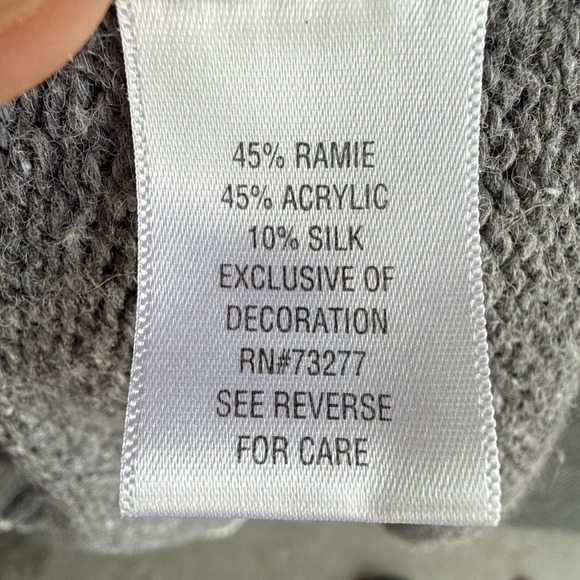 45% RAMIE
45% ACRYLIC
10% SILK
EXCLUSIVE OF
DECORATION
RN#73277
SEE REVERSE
FOR CARE